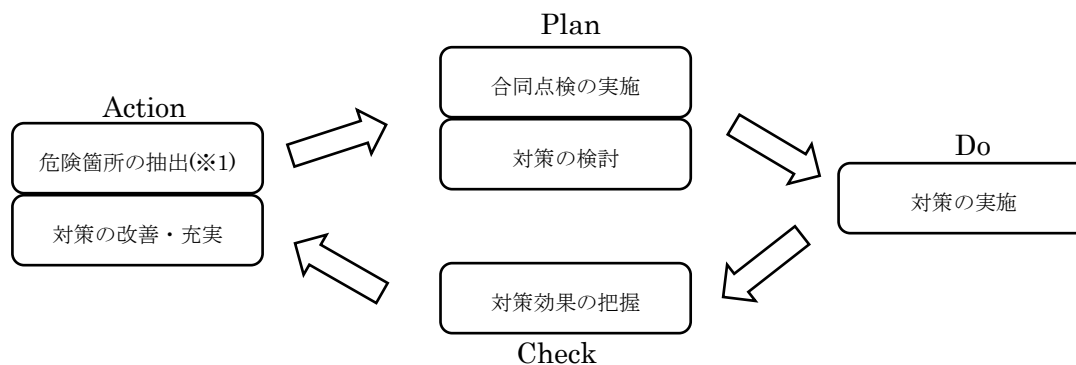 Plan
合同点検の実施
対策の検討
Action
危険箇所の抽出(※1)
対策の改善・充実
Do
対策の実施
対策効果の把握
Check